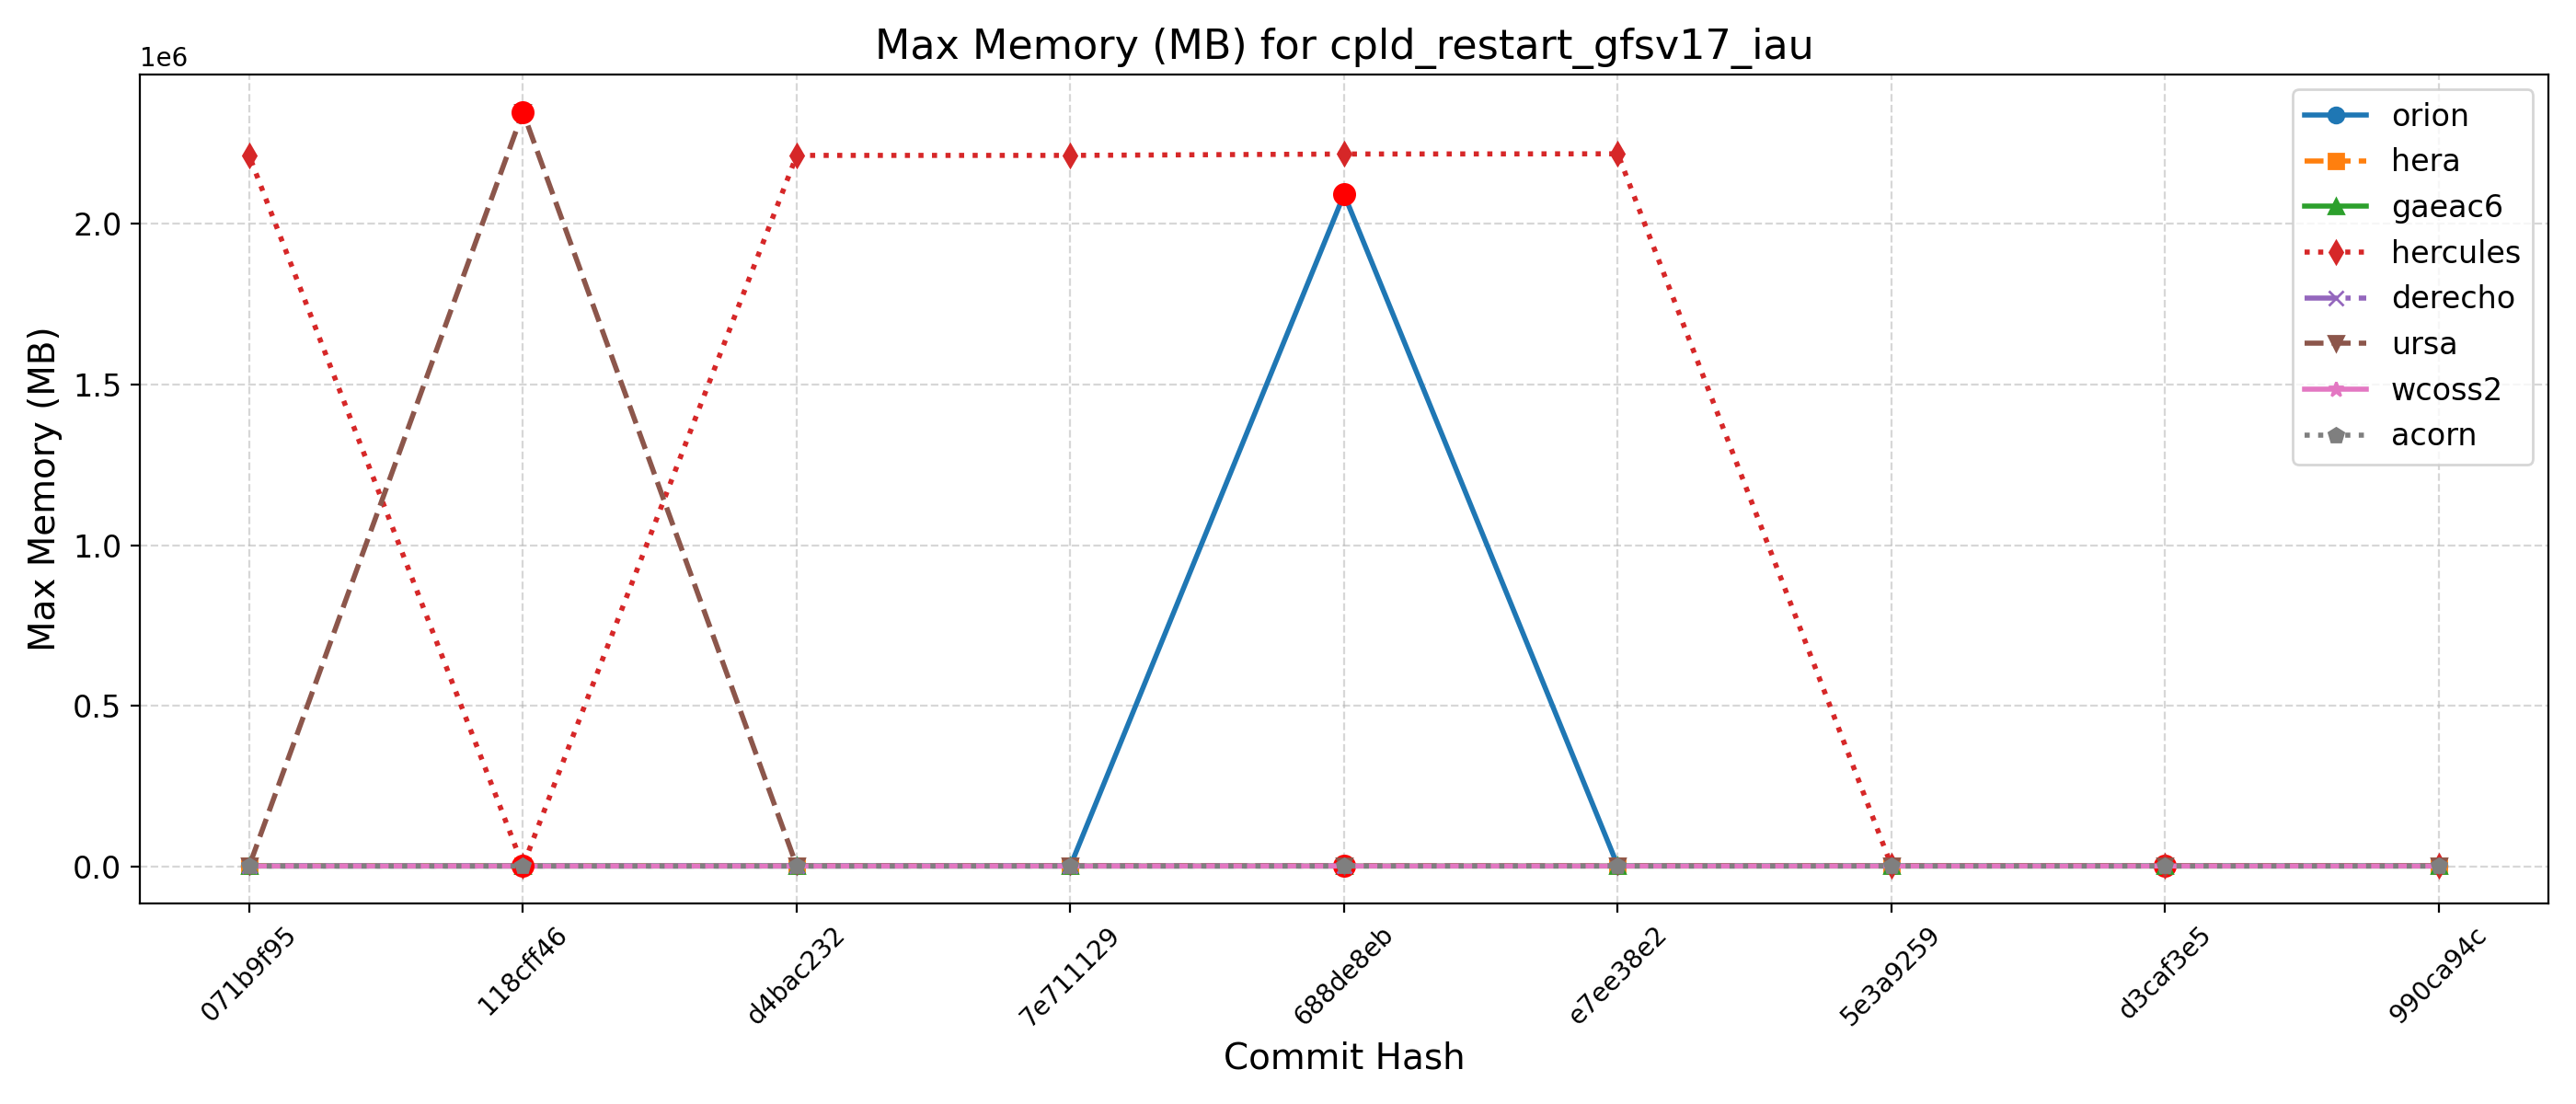 Max Memory (MB) for cpld_restart_gfsv17_iau
1e6
2.0
1.5
1.0
0.5
0.0
Max Memory (MB)
orion
hera
gaeac6
hercules
derecho
ursa
wcoss2
acorn
071b9f95
118cff46
d4bac232
7e711129
688de8eb
e7ee38e2
5e3a9259
d3caf3e5
990ca94c
Commit Hash